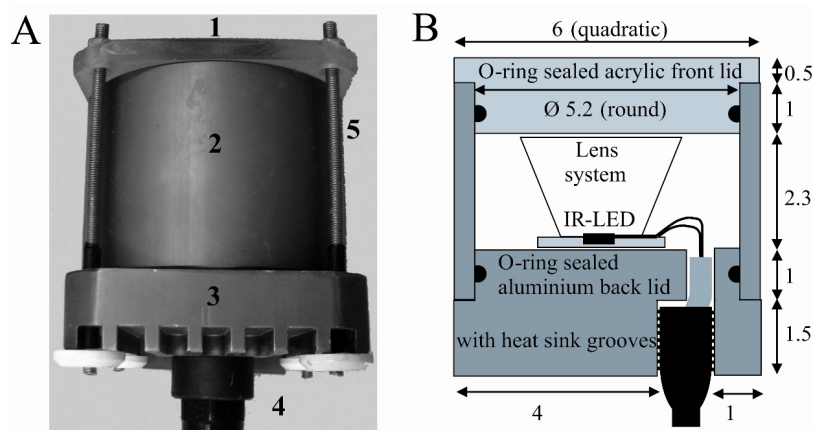 A
1
2
5
3
4
B
6 (quadratic)
O-ring sealed acrylic front lid
0.5
Ø 5.2 (round)
1
Lens
system
2.3
IR-LED
O-ring sealed
aluminium back lid
1
with heat sink grooves
1.5
4
1